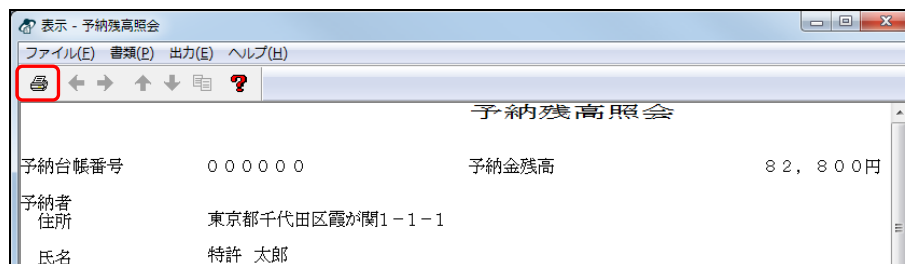 表示 - 予納残高照会
ファイル(F) 書類(P) 出力(E) ヘルプ(H)
予納残高照会
予納台帳番号 ００００００ 予納金残高 ８２，８００円
予納者
住所 東京都千代田区霞が関１－１－１
氏名 特許 太郎